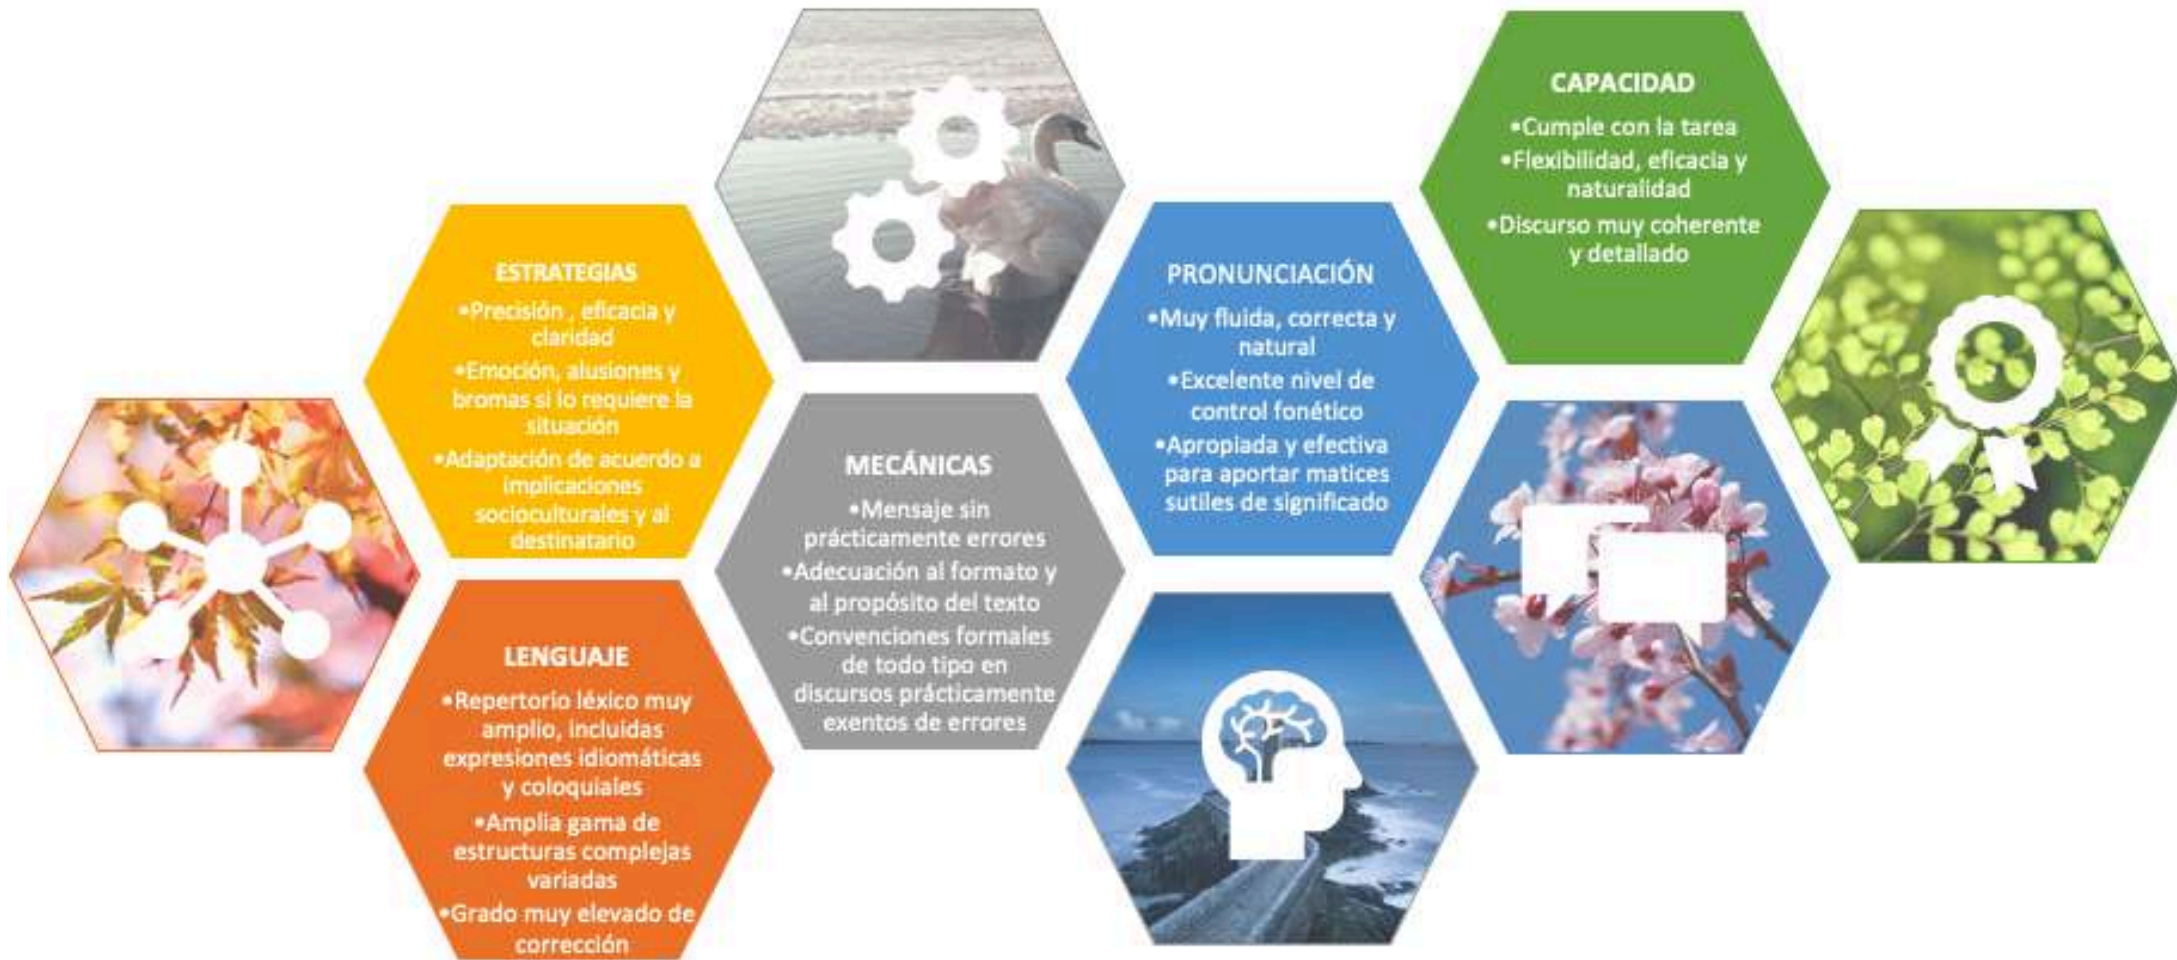 ESTRATEGIAS
•Precisión , eficacia y
claridad
•Emoción, alusiones y
bromas si lo requiere la
situación
•Adaptación de acuerdo a
implicaciones
socioculturales y al
destinatario
LENGUAJE
•Repertorio léxico muy
amplio, incluidas
expresiones idiomáticas
y coloquiales
•Amplia gama de
estructuras complejas
variadas
•Grado muy elevado de
corrección
MECÁNICAS
•Mensaje sin
prácticamente errores
•Adecuación al formato y
al propósito del texto
•Convenciones formales
de todo tipo en
discursos prácticamente
exentos de errores
PRONUNCIACIÓN
•Muy fluida, correcta y
natural
•Excelente nivel de
control fonético
•Apropiada y efectiva
para aportar matices
sutiles de significado
CAPACIDAD
•Cumple con la tarea
•Flexibilidad, eficacia y
naturalidad
•Discurso muy coherente
y detallado